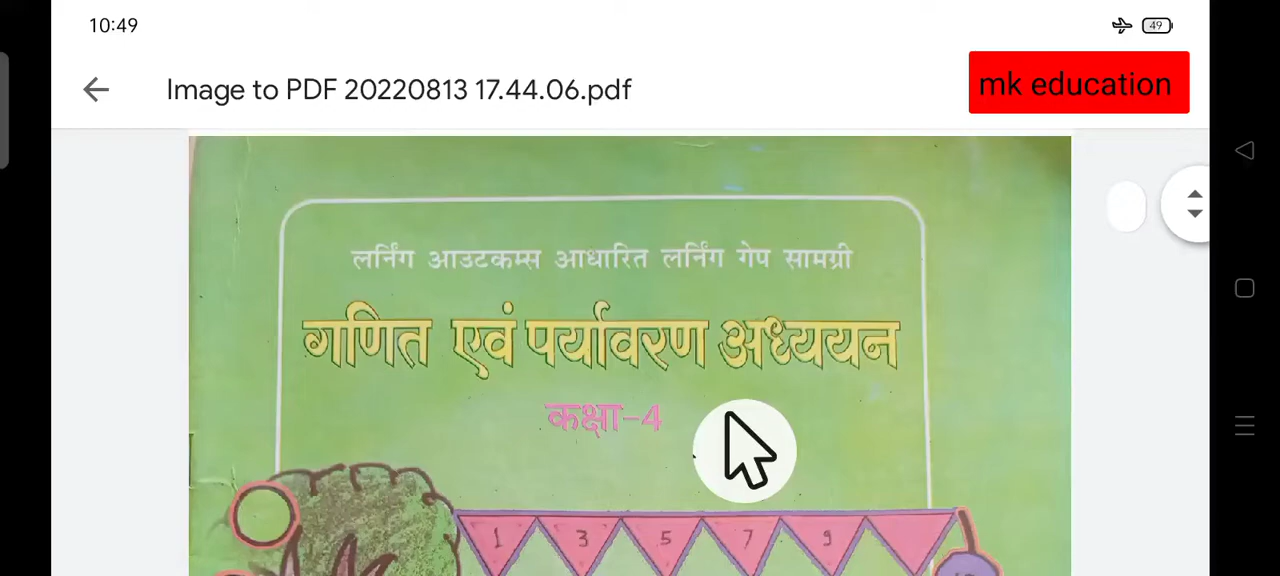 10:49
49
Image to PDF 20220813 17.44.06.pdf
mk education
लर्निंग आउटकम्स आधारित लर्निंग गेप सामग्री
गणित एवं पर्यावरण अध्ययन
कक्षा-4
1 3 5 7 9